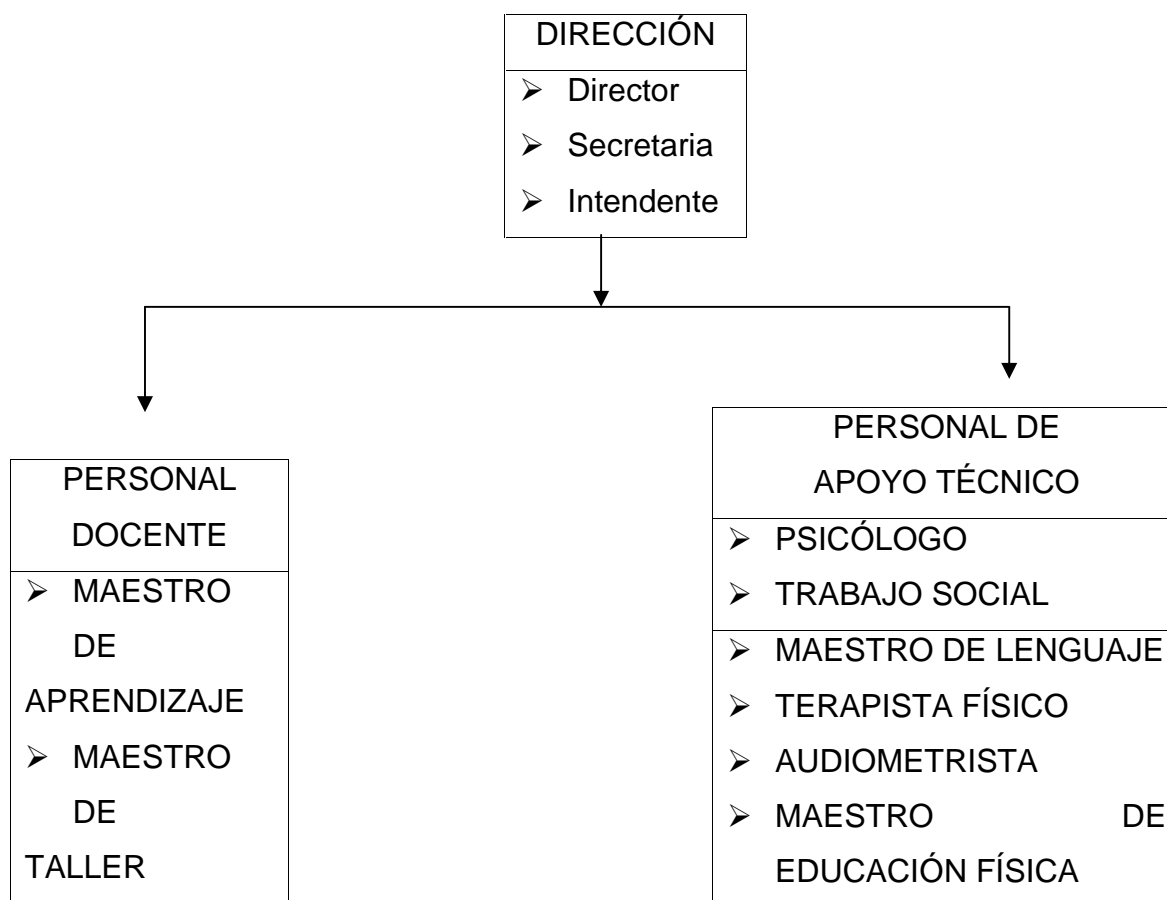 DIRECCIÓN
➢ Director
➢ Secretaria
➢ Intendente
PERSONAL
DOCENTE
➢ MAESTRO
DE
APRENDIZAJE
➢ MAESTRO
DE
TALLER
PERSONAL DE
APOYO TÉCNICO
➢ PSICÓLOGO
➢ TRABAJO SOCIAL
➢ MAESTRO DE LENGUAJE
➢ TERAPISTA FÍSICO
➢ AUDIOMETRISTA
➢ MAESTRO DE
EDUCACIÓN FÍSICA